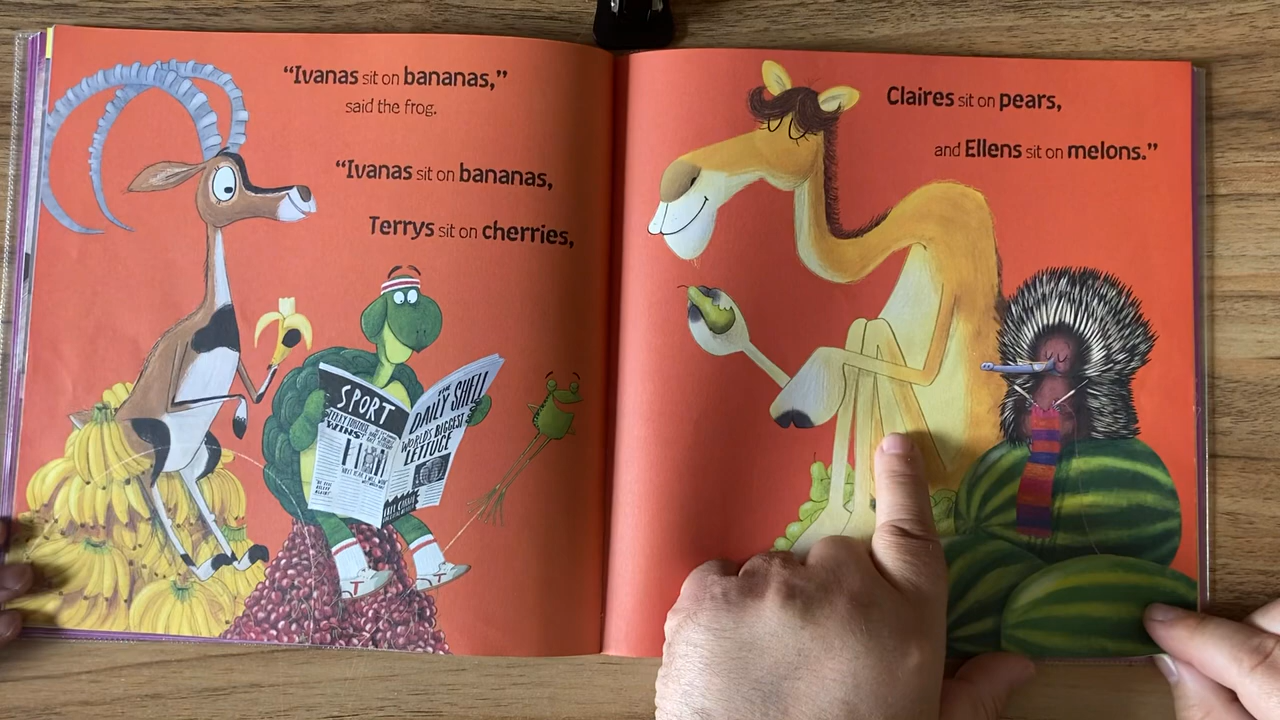 “Ivanas sit on bananas,”
said the frog.
“Ivanas sit on bananas,
Terrys sit on cherries,
Claires sit on pears,
and Ellens sit on melons.”
SPORT
WINS!
THE
DAILY SHELL
WORLD'S BIGGEST
LETTUCE